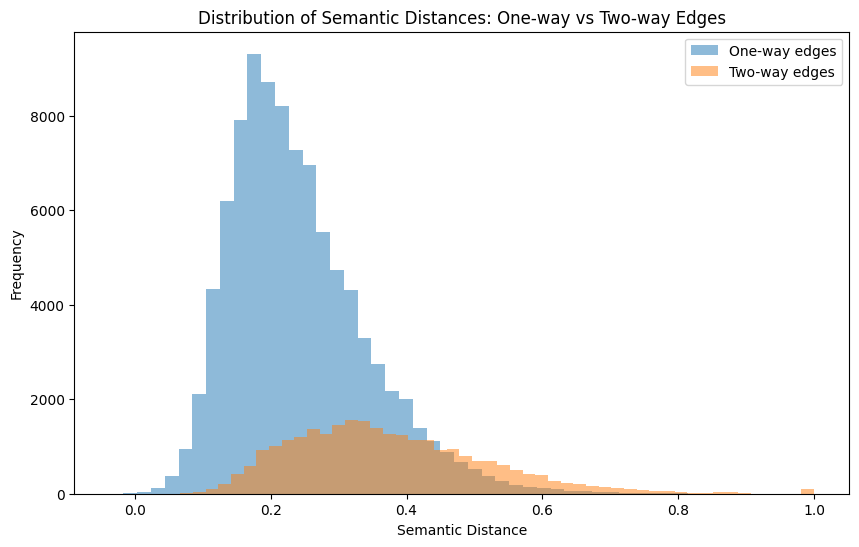 Distribution of Semantic Distances: One-way vs Two-way Edges
One-way edges
Two-way edges
Frequency
8000
6000
4000
2000
0
0.0 0.2 0.4 0.6 0.8 1.0
Semantic Distance